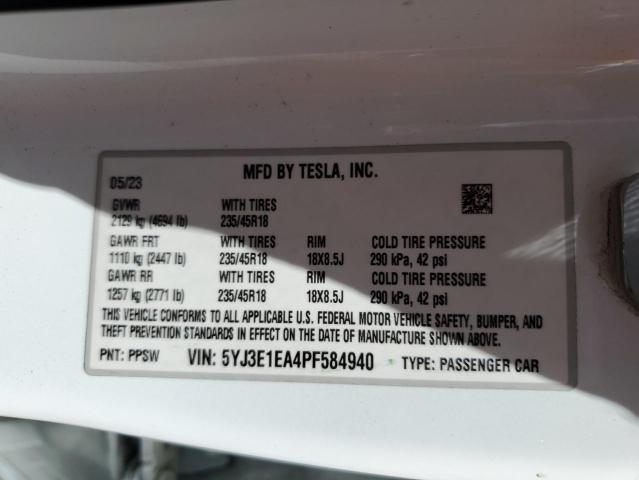 MFD BY TESLA, INC.
05/23
GVWR WITH TIRES
2129 kg (4694 lb) 235/45R18
GAWR FRT WITH TIRES RIM COLD TIRE PRESSURE
1110 kg (2447 lb) 235/45R18 18X8.5J 290 kPa, 42 psi
GAWR RR WITH TIRES RIM COLD TIRE PRESSURE
1257 kg (2771 lb) 235/45R18 18X8.5J 290 kPa, 42 psi
THIS VEHICLE CONFORMS TO ALL APPLICABLE U.S. FEDERAL MOTOR VEHICLE SAFETY, BUMPER, AND
THEFT PREVENTION STANDARDS IN EFFECT ON THE DATE OF MANUFACTURE SHOWN ABOVE.
PNT: PPSW VIN: 5YJ3E1EA4PF584940 TYPE: PASSENGER CAR